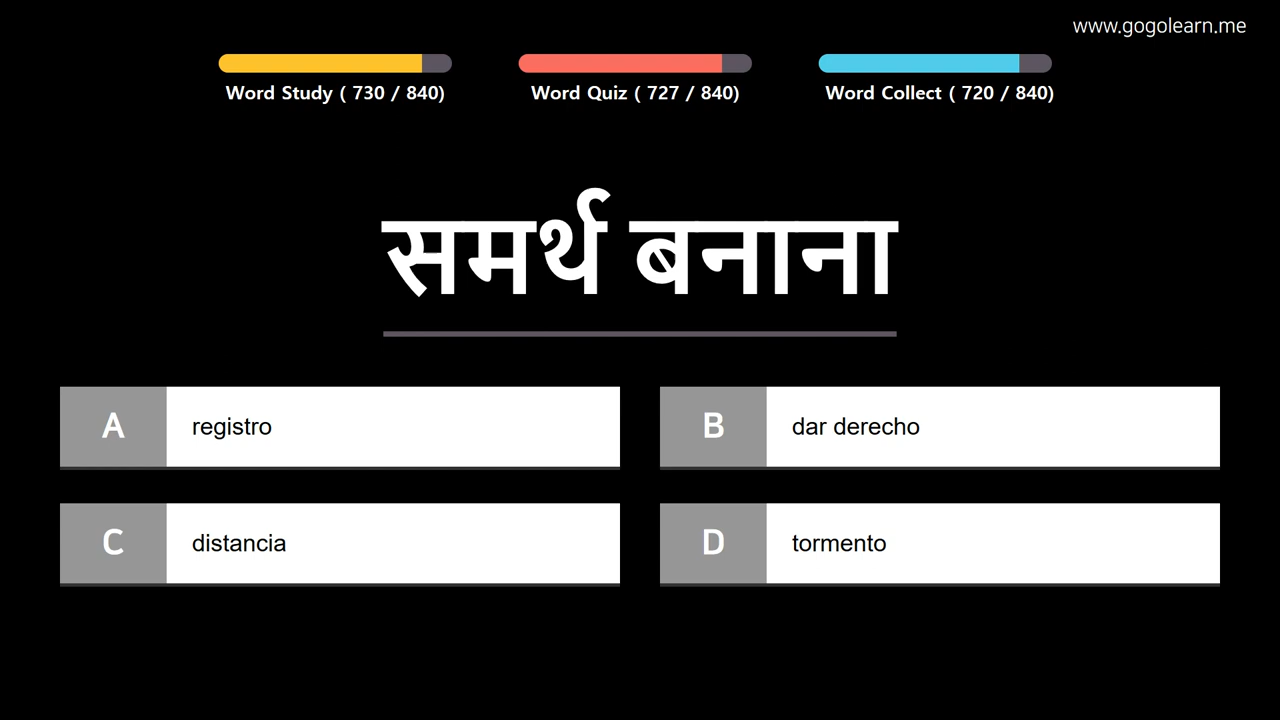 www.gogolearn.me
Word Study ( 730 / 840)
Word Quiz ( 727 / 840)
Word Collect ( 720 / 840)
समर्थ बनाना
A registro
B dar derecho
C distancia
D tormento